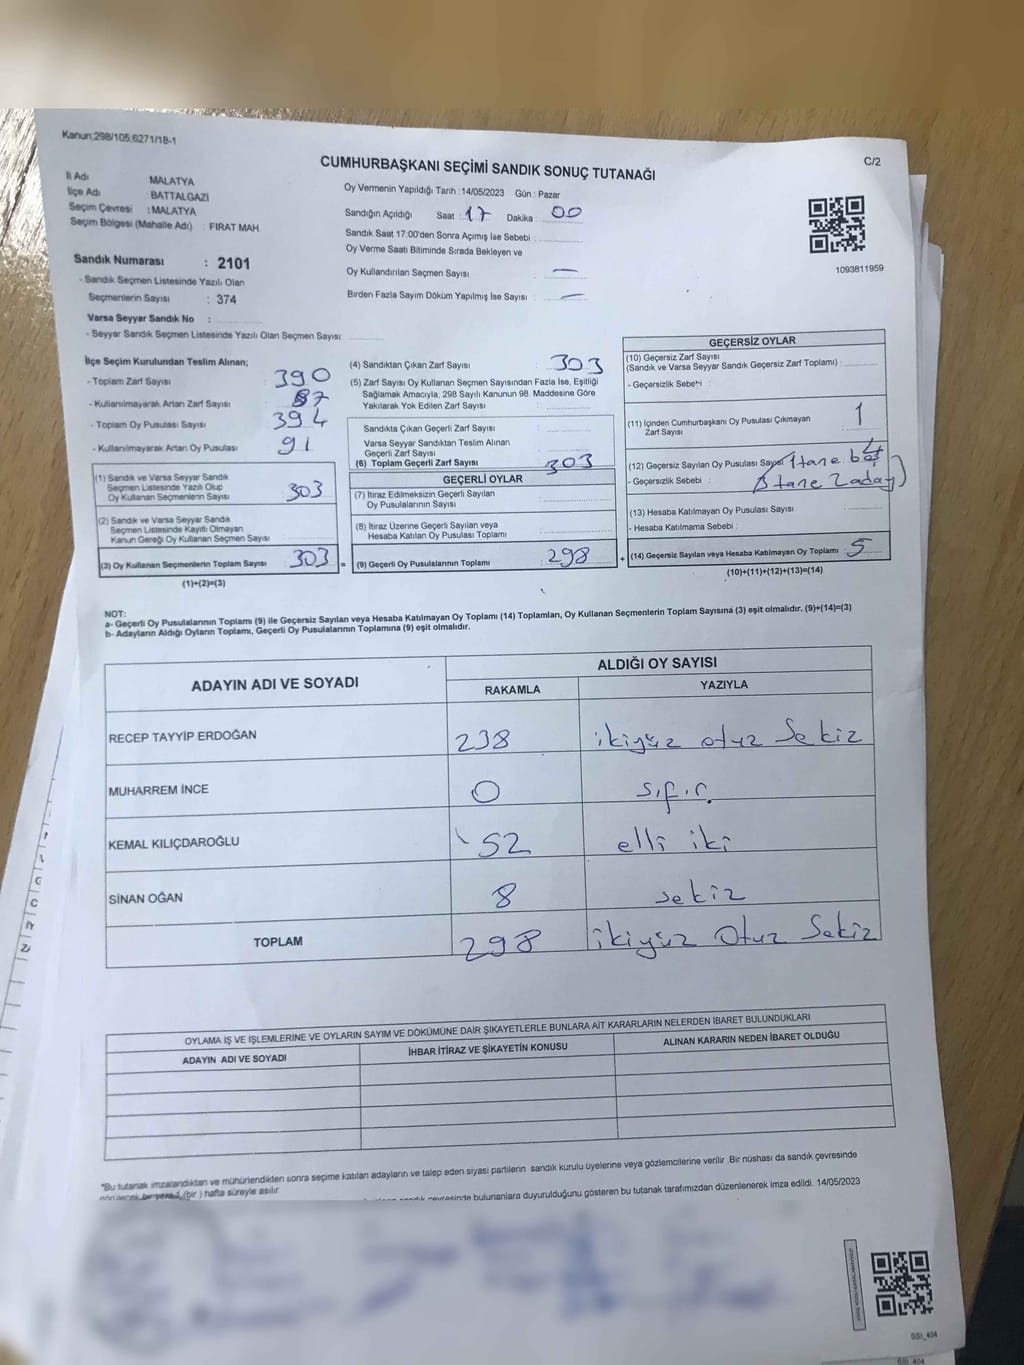 Kanun;298/105;6271/18-1
C/2
CUMHURBAŞKANI SEÇİMİ SANDIK SONUÇ TUTANAĞI
İl Adı : MALATYA
İlçe Adı : BATTALGAZİ
Seçim Çevresi : MALATYA
Seçim Bölgesi (Mahalle Adı) : FIRAT MAH.
Sandık Numarası : 2101
- Sandık Seçmen Listesinde Yazılı Olan
Seçmenlerin Sayısı : 374
Varsa Seyyar Sandık No :
- Seyyar Sandık Seçmen Listesinde Yazılı Olan Seçmen Sayısı:
Oy Vermenin Yapıldığı Tarih :14/05/2023 Gün : Pazar
Sandığın Açıldığı Saat : 17 Dakika : 00
Sandık Saat 17:00'den Sonra Açımış İse Sebebi :
Oy Verme Saati Bitiminde Sırada Bekleyen ve
Oy Kullandırılan Seçmen Sayısı : —
Birden Fazla Sayım Döküm Yapılmış İse Sayısı : —
1093811959
İlçe Seçim Kurulundan Teslim Alınan;
- Toplam Zarf Sayısı : 390
- Kullanılmayarak Artan Zarf Sayısı : 87
- Toplam Oy Pusulası Sayısı : 394
- Kullanılmayarak Artan Oy Pusulası : 91
(1) Sandık ve Varsa Seyyar Sandık
Seçmen Listesinde Yazılı Olup
Oy Kullanan Seçmenlerin Sayısı : 303
(2) Sandık ve Varsa Seyyar Sandık
Seçmen Listesinde Kayıtlı Olmayan
Kanun Gereği Oy Kullanan Seçmen Sayısı :
(3) Oy Kullanan Seçmenlerin Toplam Sayısı : 303 =
(1)+(2)=(3)
(4) Sandıktan Çıkan Zarf Sayısı : 303
(5) Zarf Sayısı Oy Kullanan Seçmen Sayısından Fazla İse, Eşitliği
Sağlamak Amacıyla, 298 Sayılı Kanunun 98. Maddesine Göre
Yakılarak Yok Edilen Zarf Sayısı :
Sandıkta Çıkan Geçerli Zarf Sayısı :
Varsa Seyyar Sandıktan Teslim Alınan
Geçerli Zarf Sayısı :
(6) Toplam Geçerli Zarf Sayısı : 303
GEÇERLİ OYLAR
(7) İtiraz Edilmeksizin Geçerli Sayılan
Oy Pusulalarının Sayısı :
(8) İtiraz Üzerine Geçerli Sayılan veya
Hesaba Katılan Oy Pusulası Toplamı :
(9) Geçerli Oy Pusulalarının Toplamı : 298 +
GEÇERSİZ OYLAR
(10) Geçersiz Zarf Sayısı
(Sandık ve Varsa Seyyar Sandık Geçersiz Zarf Toplamı) :
- Geçersizlik Sebebi :
(11) İçinden Cumhurbaşkanı Oy Pusulası Çıkmayan
Zarf Sayısı : 1
(12) Geçersiz Sayılan Oy Pusulası Sayısı : 4
1 tane boş
- Geçersizlik Sebebi :
(13) Hesaba Katılmayan Oy Pusulası Sayısı :
- Hesaba Katılmama Sebebi :
(14) Geçersiz Sayılan veya Hesaba Katılmayan Oy Toplamı : 5
(10)+(11)+(12)+(13)=(14)
NOT:
a- Geçerli Oy Pusulalarının Toplamı (9) ile Geçersiz Sayılan veya Hesaba Katılmayan Oy Toplamı (14) Toplamları, Oy Kullanan Seçmenlerin Toplam Sayısına (3) eşit olmalıdır. (9)+(14)=(3)
b- Adayların Aldığı Oyların Toplamı, Geçerli Oy Pusulalarının Toplamına (9) eşit olmalıdır.
ADAYIN ADI VE SOYADI
ALDIĞI OY SAYISI
RAKAMLA YAZIYLA
RECEP TAYYİP ERDOĞAN 238 ikiyüz otuz Sekiz
MUHARREM İNCE 0 sıfır.
KEMAL KILIÇDAROĞLU 52 elli iki
SİNAN OĞAN 8 sekiz
TOPLAM 298 ikiyüz Otuz Sekiz
OYLAMA İŞ VE İŞLEMLERİNE VE OYLARIN SAYIM VE DÖKÜMÜNE DAİR ŞİKAYETLERLE BUNLARA AİT KARARLARIN NELERDEN İBARET BULUNDUKLARI
ADAYIN ADI VE SOYADI İHBAR İTİRAZ VE ŞİKAYETİN KONUSU ALINAN KARARIN NEDEN İBARET OLDUĞU
*Bu tutanak imzalandıktan ve mühürlendikten sonra seçime katılan adayların ve talep eden siyasi partilerin sandık kurulu üyelerine veya gözlemcilerine verilir .Bir nüshası da sandık çevresinde
görülecek bir yere 1 (bir ) hafta süreyle asılır.
sandık çevresinde bulunanlara duyurulduğunu gösteren bu tutanak tarafımızdan düzenlenerek imza edildi. 14/05/2023
SSİ_404